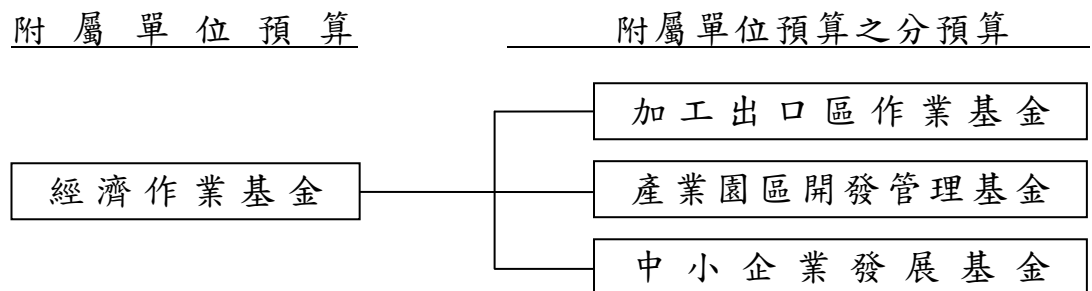 附屬單位預算
附屬單位預算之分預算
加工出口區作業基金
經濟作業基金
產業園區開發管理基金
中小企業發展基金